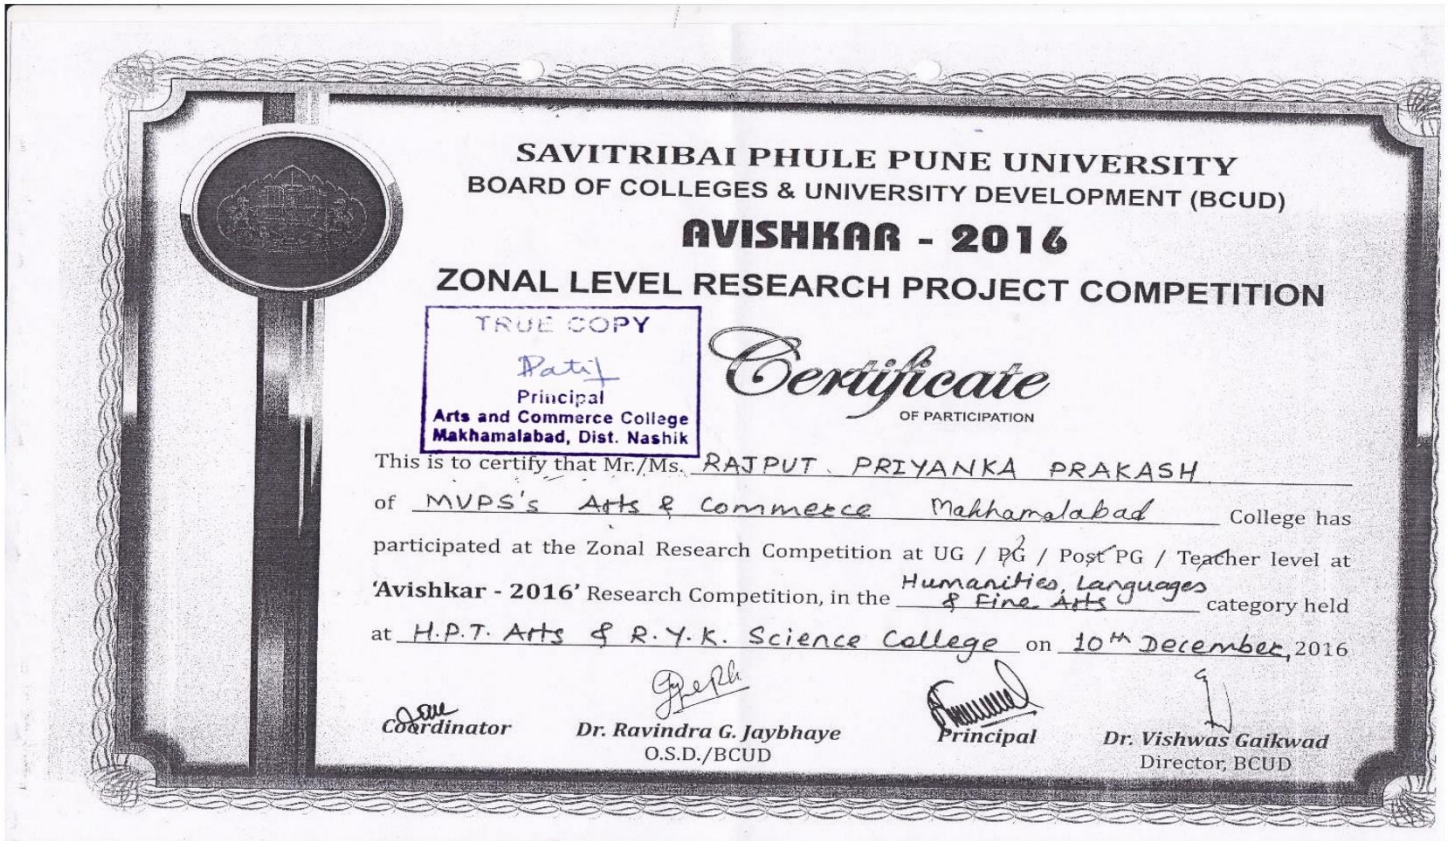 SAVITRIBAI PHULE PUNE UNIVERSITY
BOARD OF COLLEGES & UNIVERSITY DEVELOPMENT (BCUD)
AVISHKAR - 2016
ZONAL LEVEL RESEARCH PROJECT COMPETITION
TRUE COPY
Patil
Principal
Arts and Commerce College
Makhamalabad, Dist. Nashik
Certificate
OF PARTICIPATION
This is to certify that Mr./Ms. RAJPUT PRIYANKA PRAKASH
of MVPS's Arts & Commerce Makhamalabad College has
participated at the Zonal Research Competition at UG / PG / Post PG / Teacher level at
Humanities, Languages
'Avishkar - 2016' Research Competition, in the & Fine Arts category held
at H.P.T. Arts & R.Y.K. Science College on 10th December, 2016
Coordinator
Dr. Ravindra G. Jaybhaye
O.S.D./BCUD
Principal
Dr. Vishwas Gaikwad
Director, BCUD